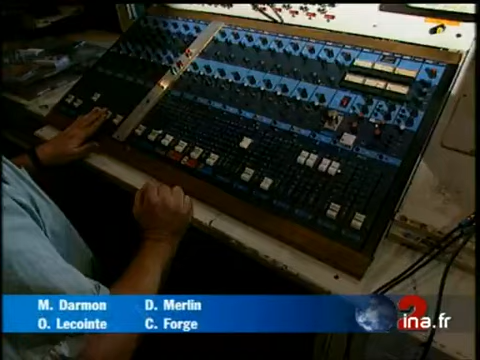 M. Darmon D. Merlin
O. Lecointe C. Forge
2
ina.fr